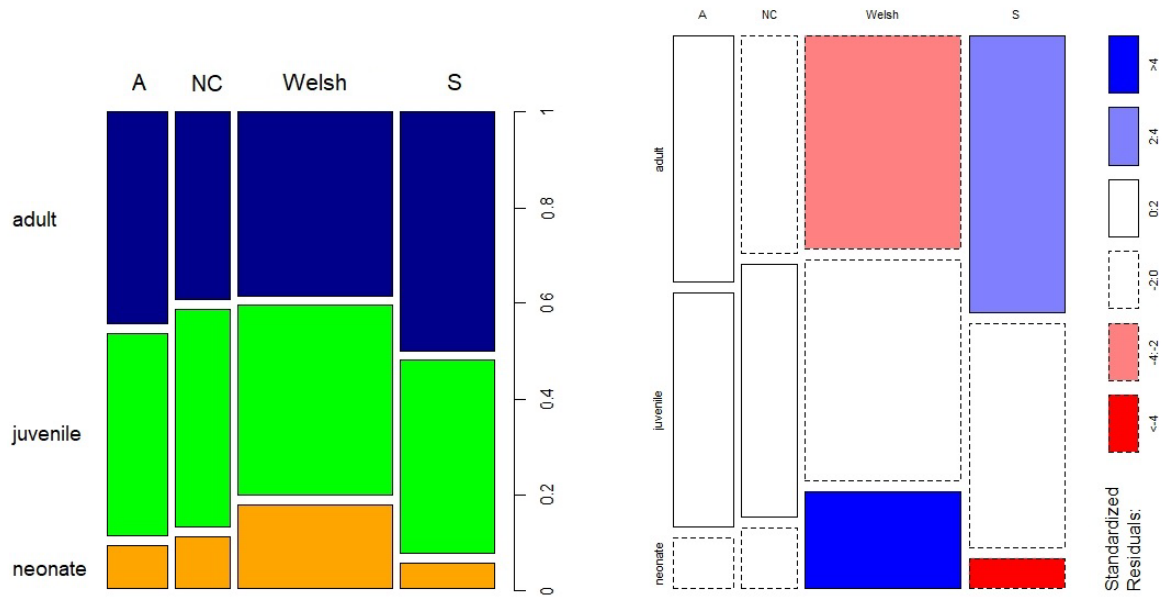 A NC Welsh S
adult
juvenile
neonate
1
0.8
0.6
0.4
0.2
0
A NC Welsh S
adult
juvenile
neonate
>4
2:4
0:2
-2:0
-4:-2
<-4
Standardized
Residuals: